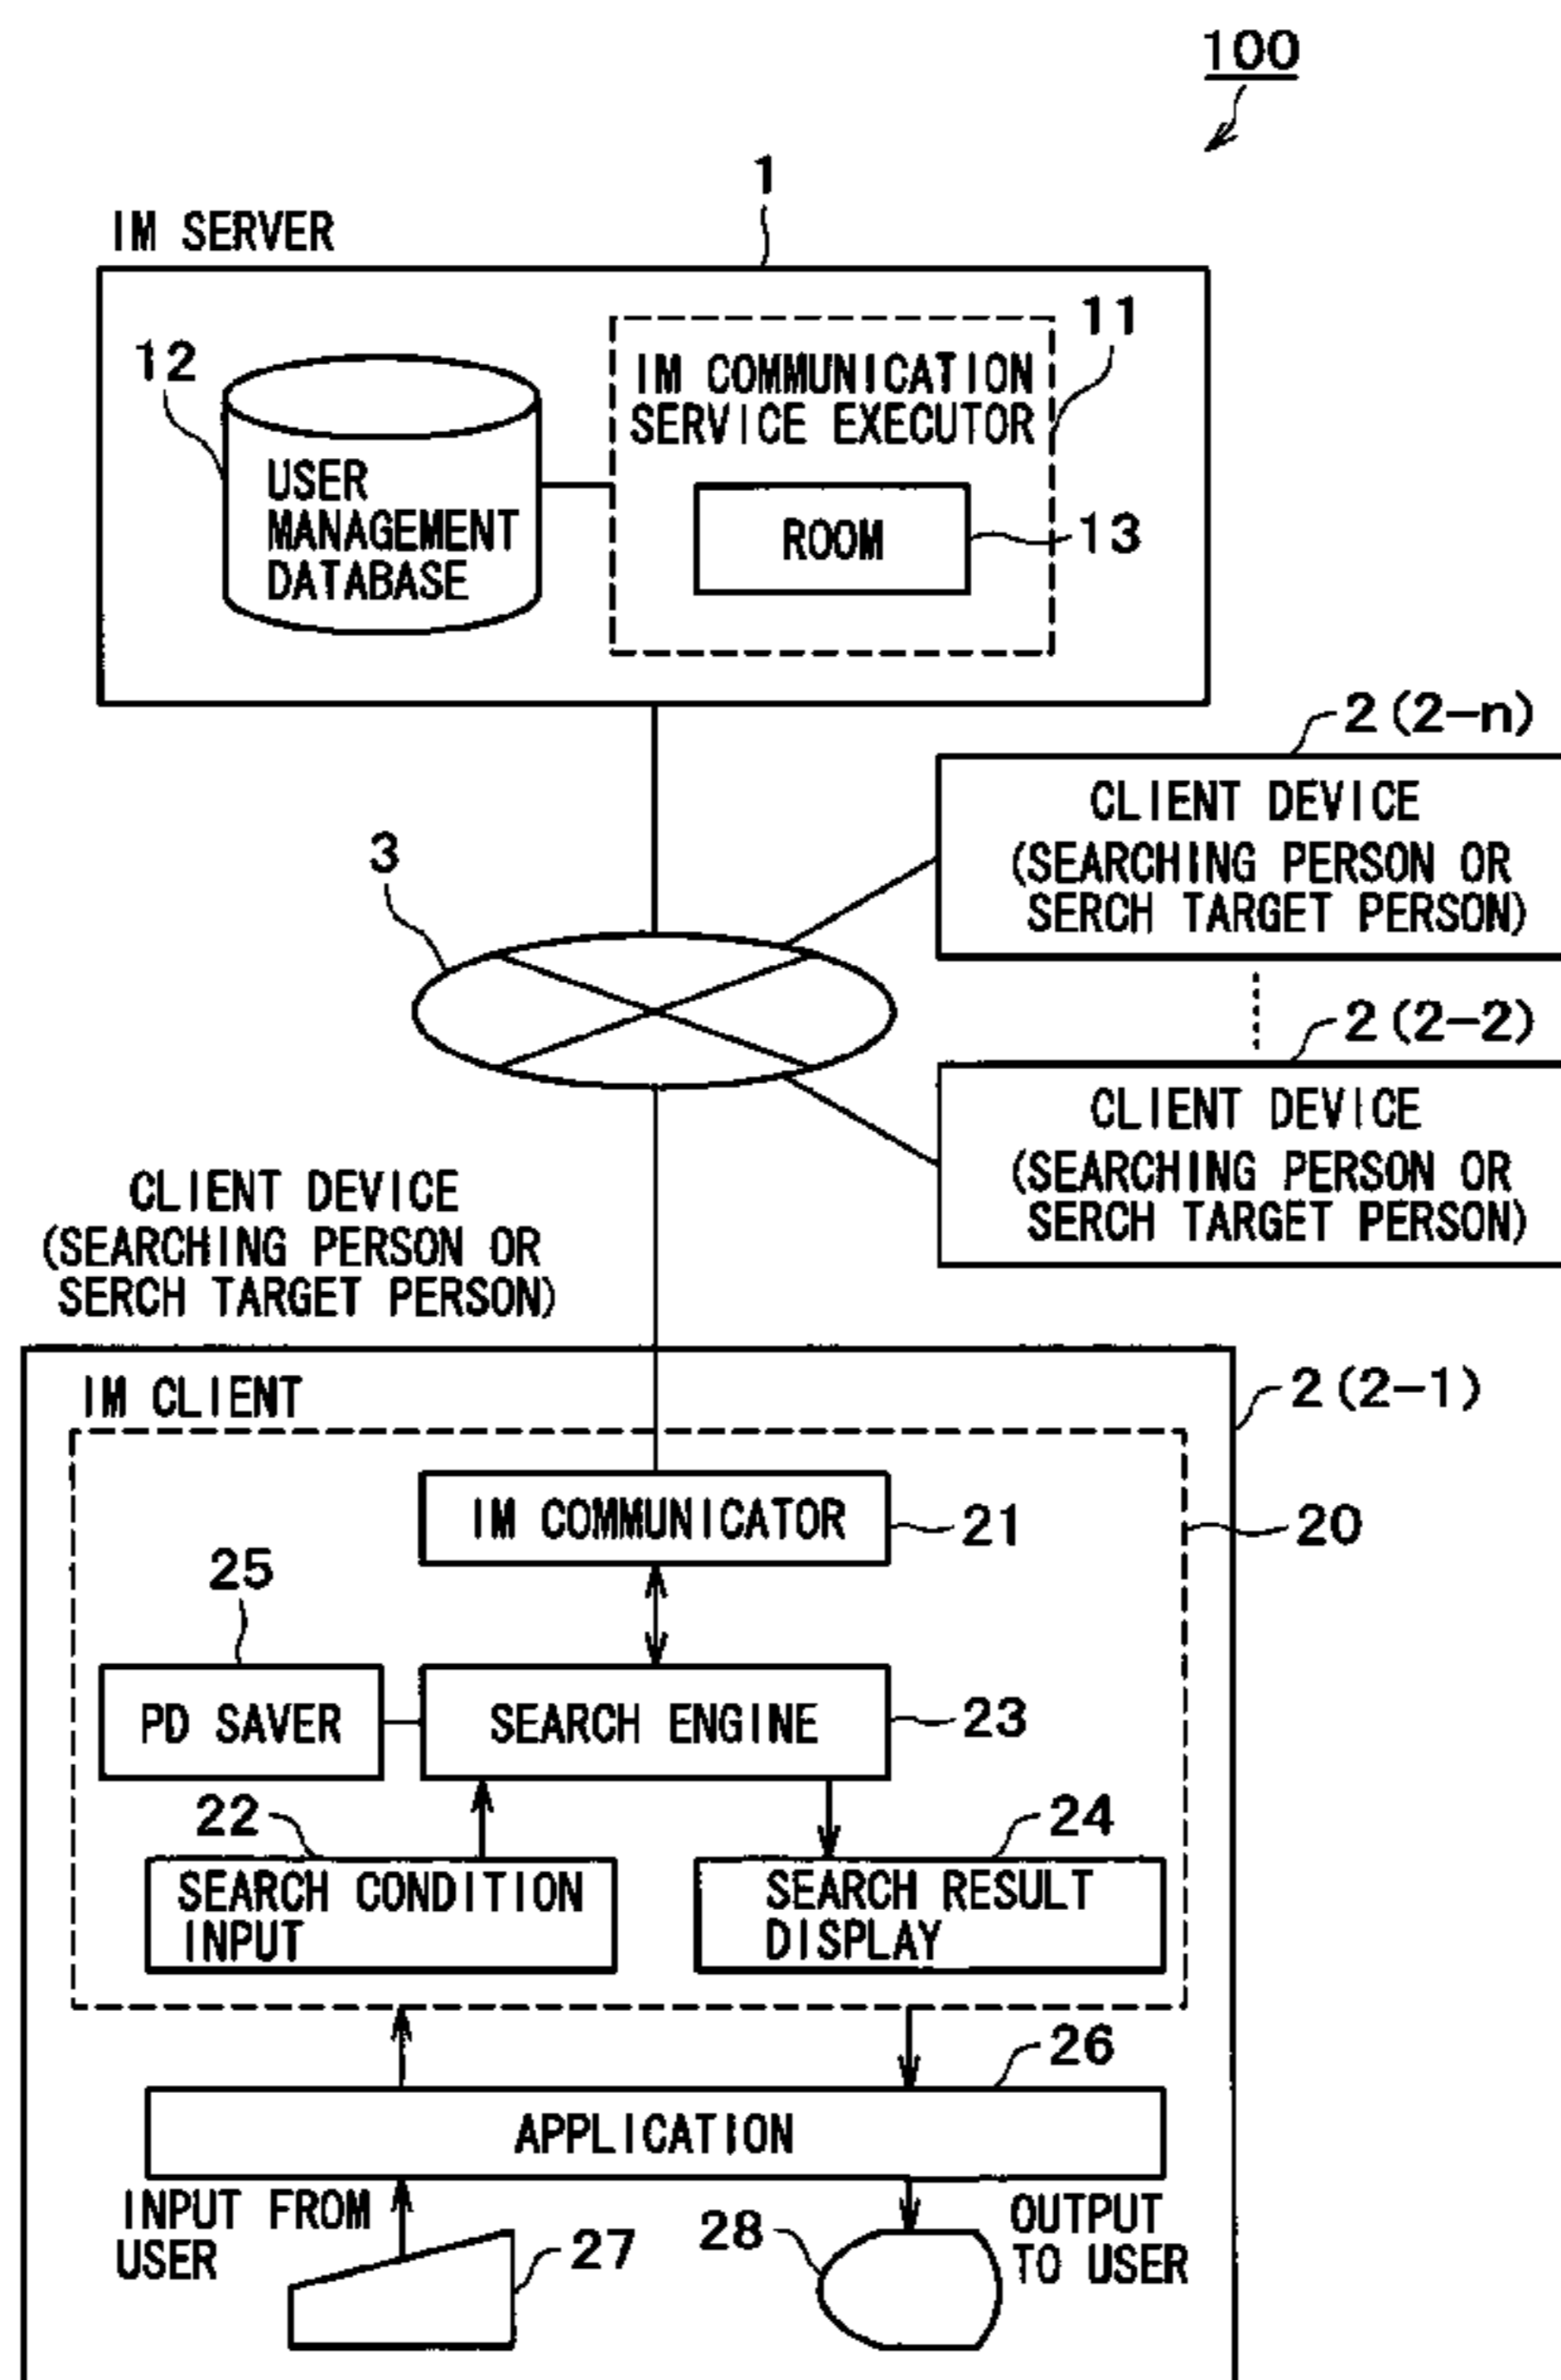 100
1
IM SERVER
11
12
IM COMMUNICATION
SERVICE EXECUTOR
USER
MANAGEMENT
DATABASE
ROOM
13
2(2-n)
CLIENT DEVICE
(SEARCHING PERSON OR
SERCH TARGET PERSON)
3
2(2-2)
CLIENT DEVICE
(SEARCHING PERSON OR
SERCH TARGET PERSON)
CLIENT DEVICE
(SEARCHING PERSON OR
SERCH TARGET PERSON)
IM CLIENT
2(2-1)
IM COMMUNICATOR
21
20
25
PD SAVER
SEARCH ENGINE
23
22
24
SEARCH CONDITION
INPUT
SEARCH RESULT
DISPLAY
26
APPLICATION
INPUT FROM
USER
27
28
OUTPUT
TO USER